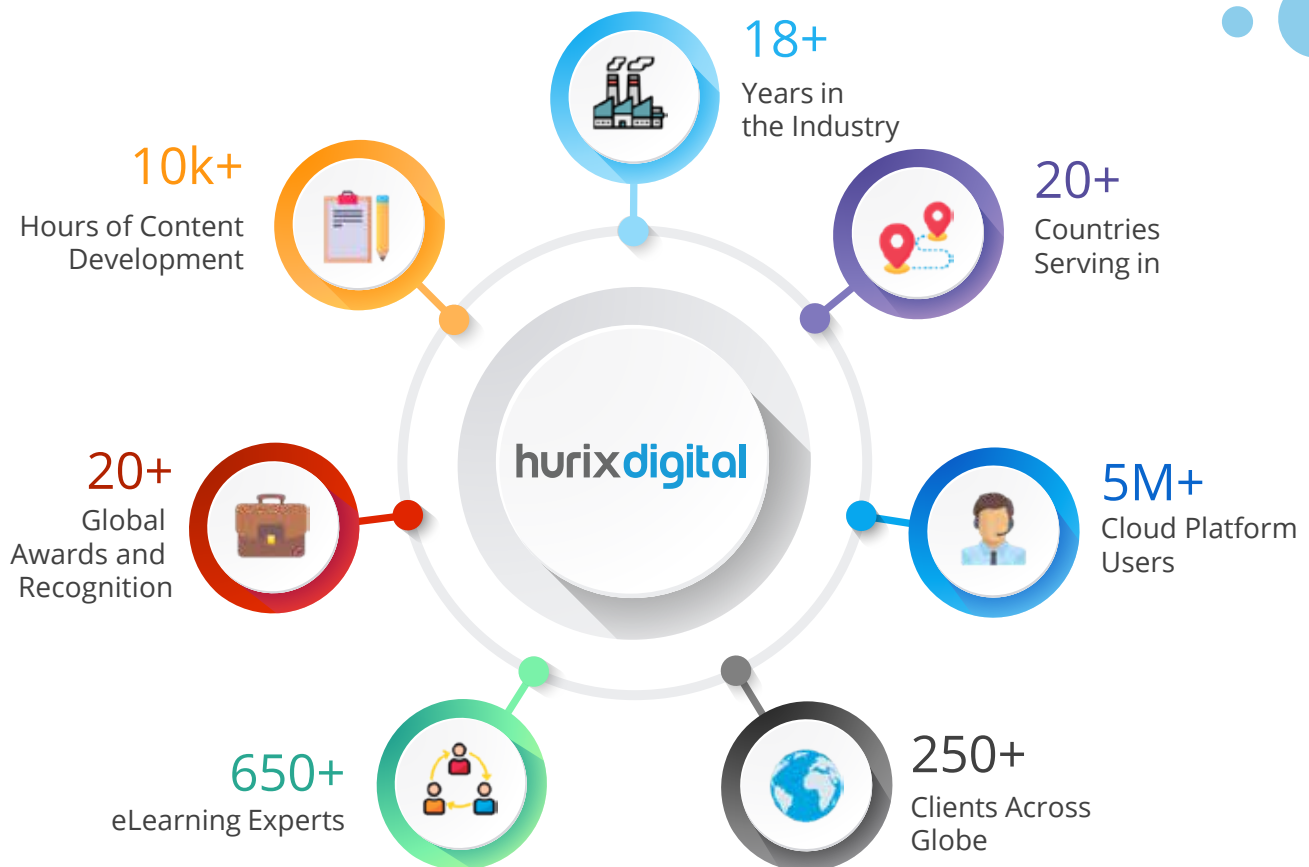 18+
Years in
the Industry
20+
Countries
Serving in
5M+
Cloud Platform
Users
250+
Clients Across
Globe
650+
eLearning Experts
20+
Global
Awards and
Recognition
10k+
Hours of Content
Development
hurixdigital